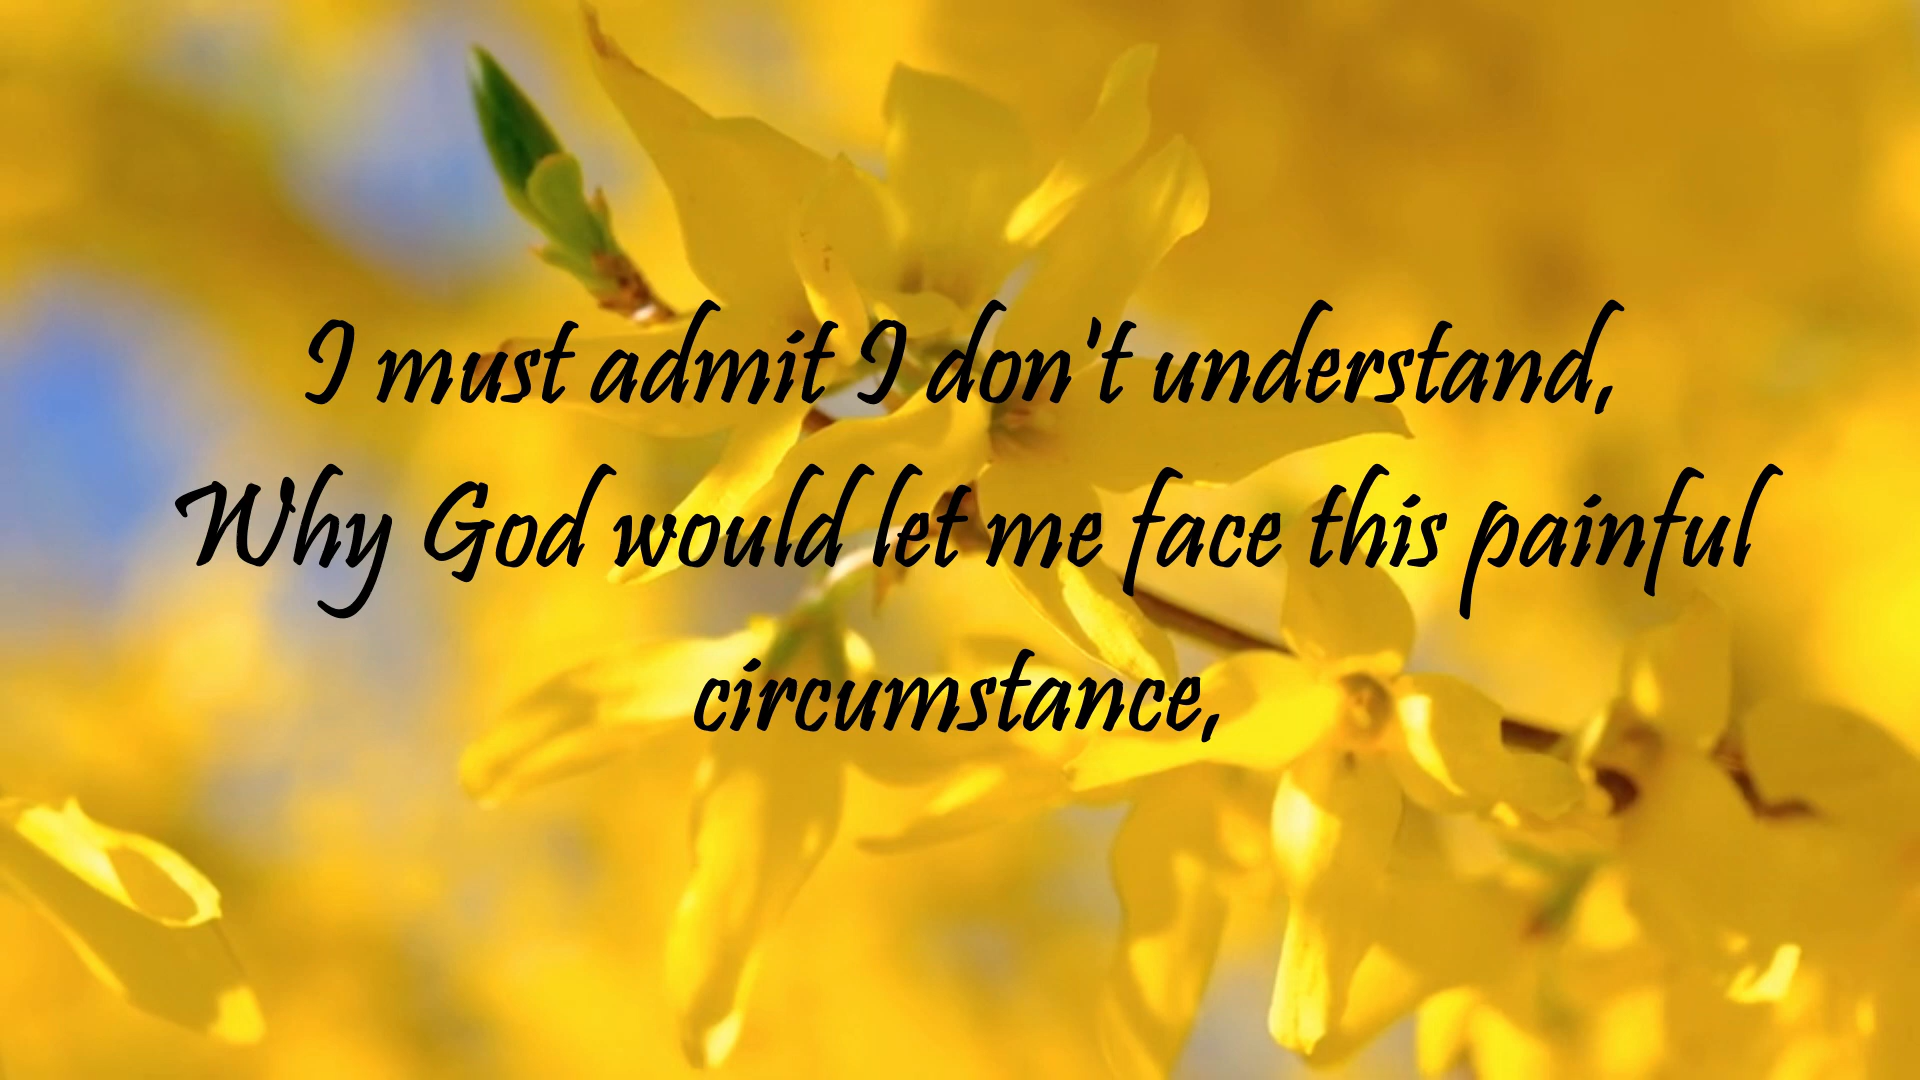 I must admit I don't understand,
Why God would let me face this painful
circumstance,